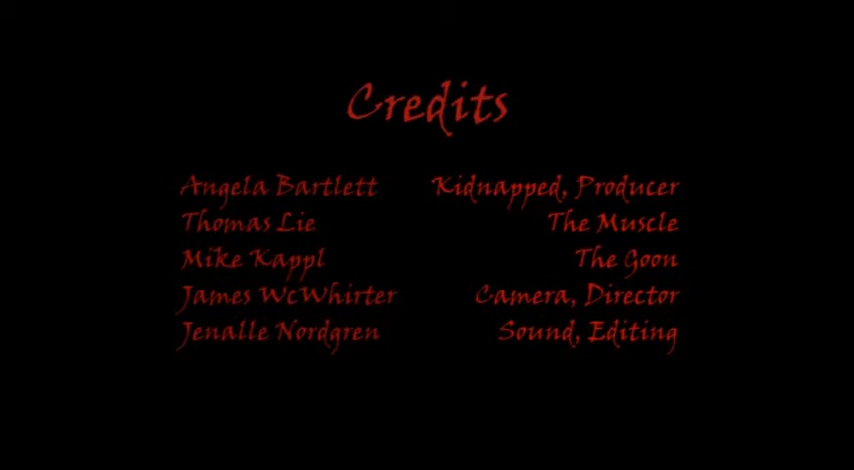 Credits
Angela Bartlett Kidnapped, Producer
Thomas Lie The Muscle
Mike Kappl The Goon
James WcWhirter Camera, Director
Jenalle Nordgren Sound, Editing